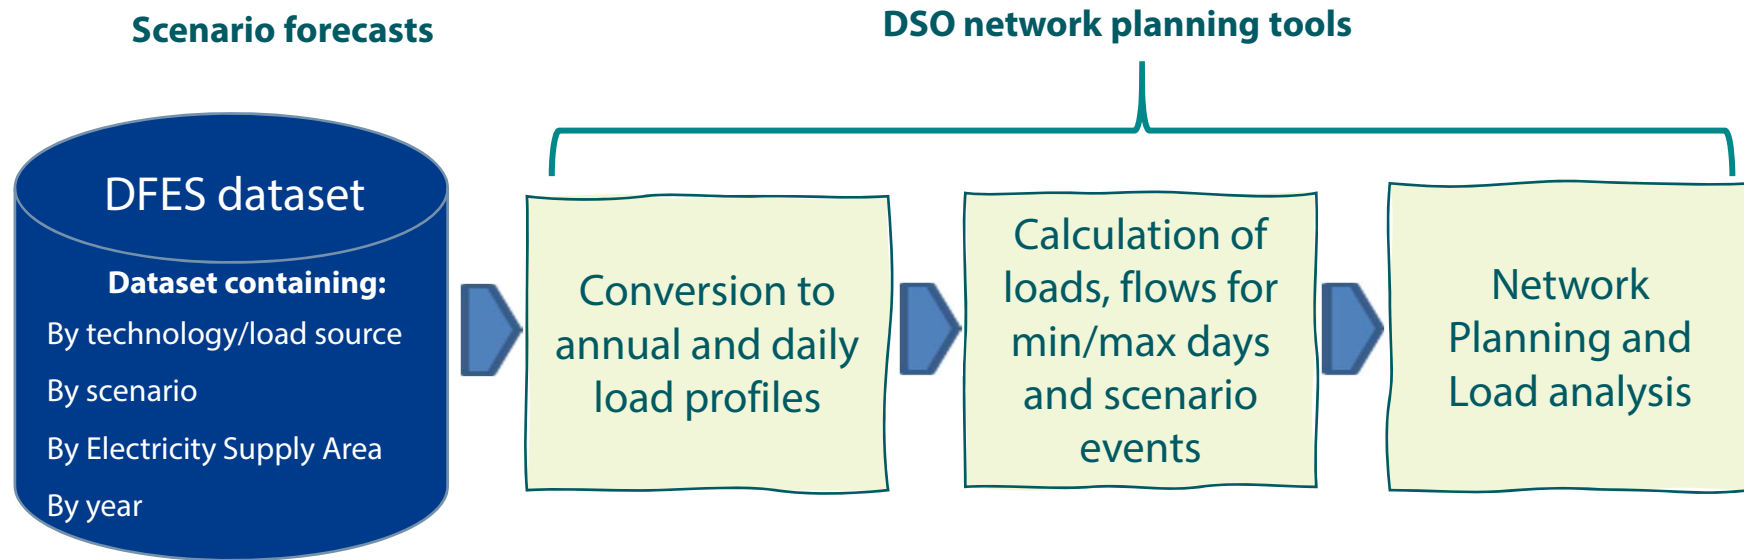 Scenario forecasts
DSO network planning tools
DFES dataset
Dataset containing:
By technology/load source
By scenario
By Electricity Supply Area
By year
Conversion to
annual and daily
load profiles
Calculation of
loads, flows for
min/max days
and scenario
events
Network
Planning and
Load analysis